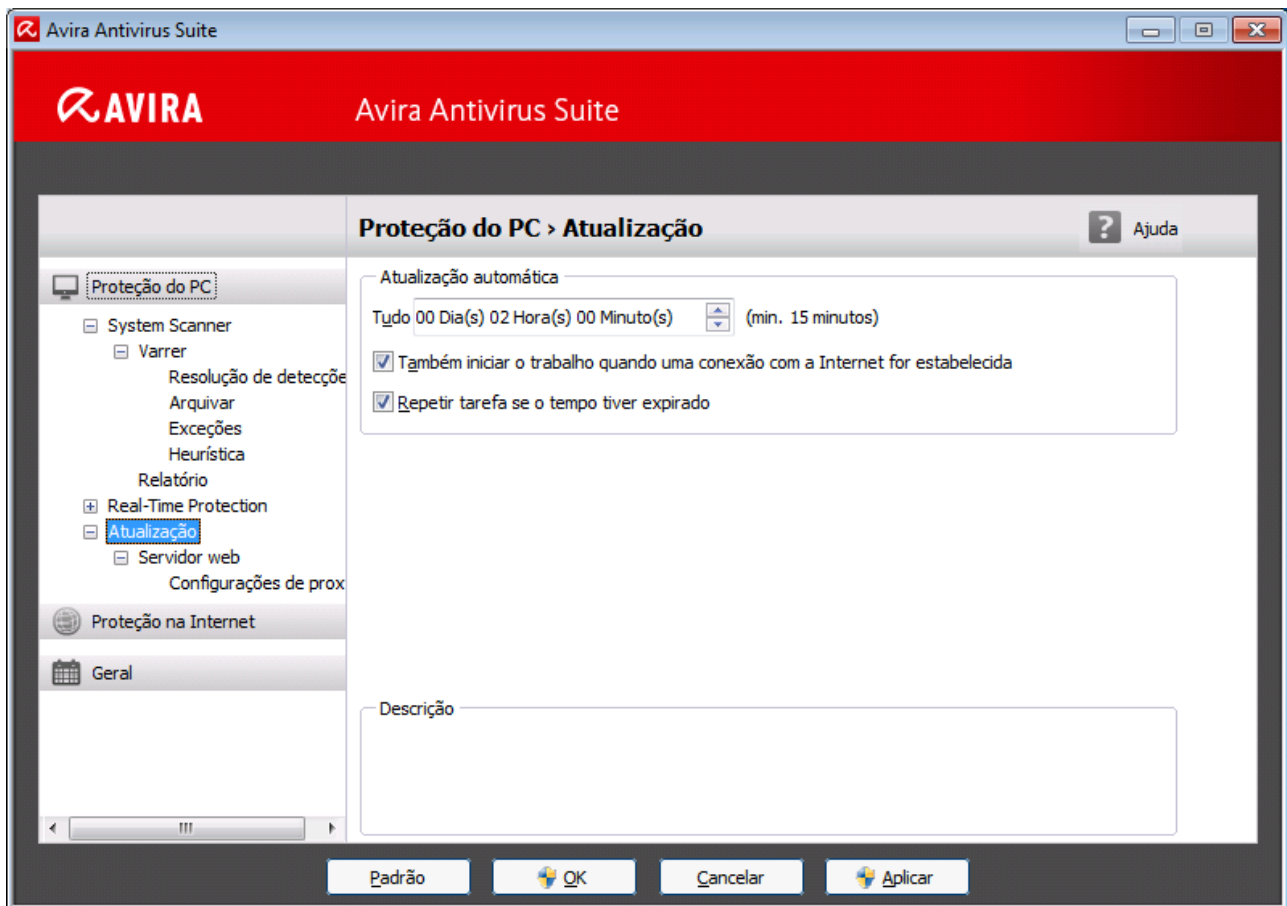 Avira Antivirus Suite
AVIRA
Avira Antivirus Suite
Proteção do PC › Atualização
? Ajuda
Proteção do PC
System Scanner
Varrer
Resolução de detecçõe
Arquivar
Exceções
Heurística
Relatório
Real-Time Protection
Atualização
Servidor web
Configurações de prox
Proteção na Internet
Geral
Atualização automática
Tudo 00 Dia(s) 02 Hora(s) 00 Minuto(s) (min. 15 minutos)
Também iniciar o trabalho quando uma conexão com a Internet for estabelecida
Repetir tarefa se o tempo tiver expirado
Descrição
Padrão OK Cancelar Aplicar